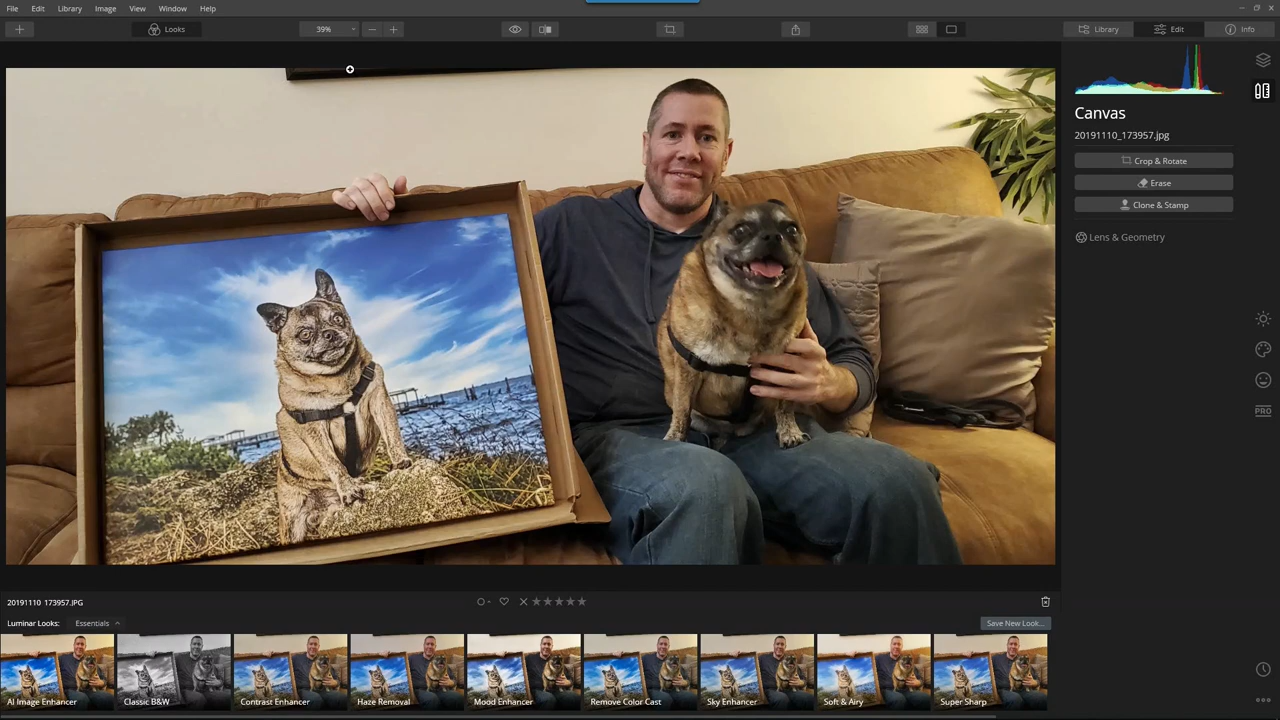 File Edit Library Image View Window Help
Looks 39% Library Edit Info
Canvas
20191110_173957.jpg
Crop & Rotate
Erase
Clone & Stamp
Lens & Geometry
PRO
20191110_173957.JPG
Luminar Looks: Essentials Save New Look...
AI Image Enhancer Classic B&W Contrast Enhancer Haze Removal Mood Enhancer Remove Color Cast Sky Enhancer Soft & Airy Super Sharp